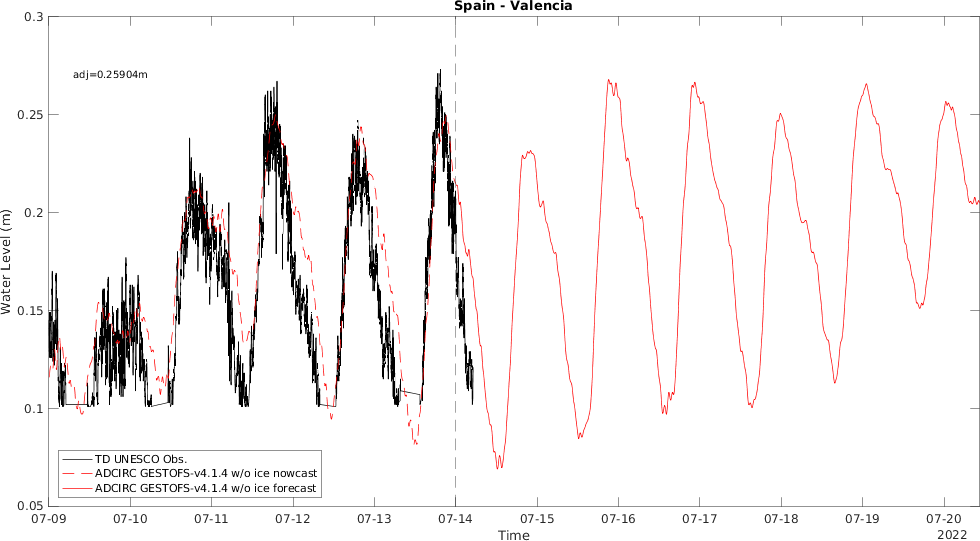 Spain - Valencia
adj=0.25904m
0.3
0.25
0.2
0.15
0.1
0.05
Water Level (m)
TD UNESCO Obs.
ADCIRC GESTOFS-v4.1.4 w/o ice nowcast
ADCIRC GESTOFS-v4.1.4 w/o ice forecast
07-09 07-10 07-11 07-12 07-13 07-14 07-15 07-16 07-17 07-18 07-19 07-20
Time
2022